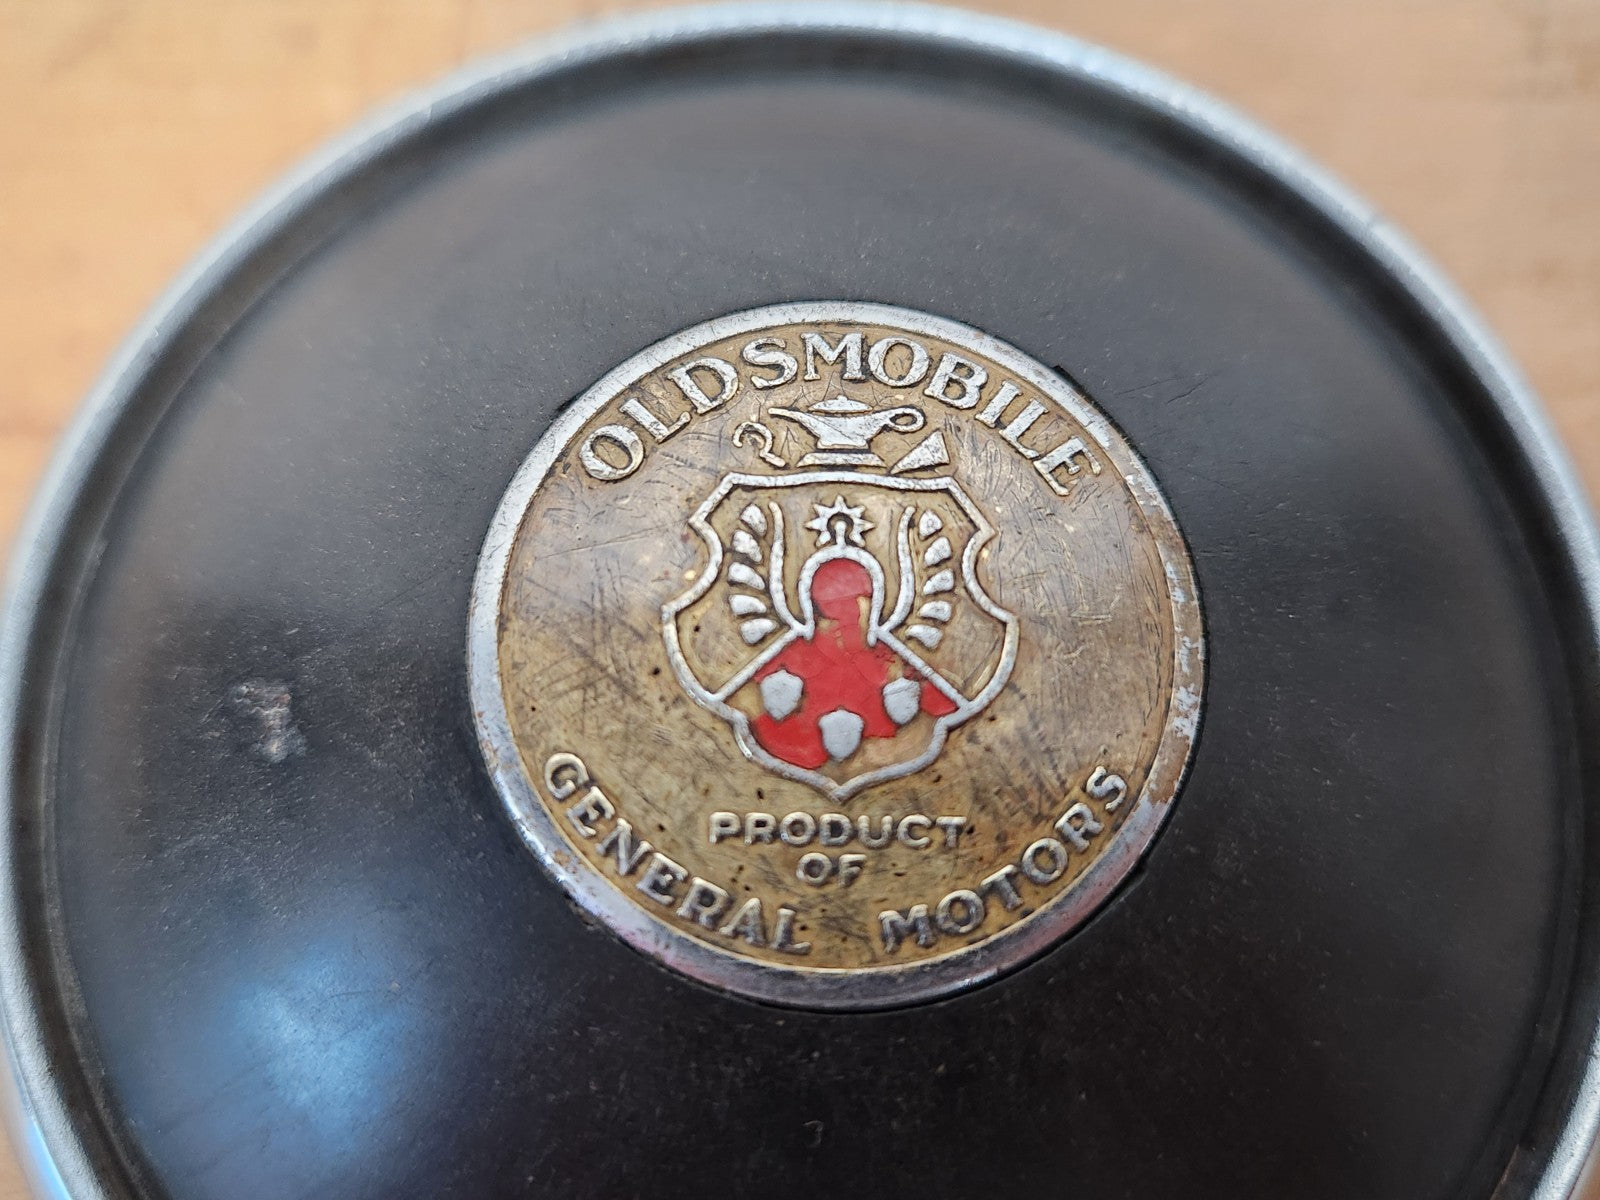 OLDSMOBILE
PRODUCT
OF
GENERAL MOTORS